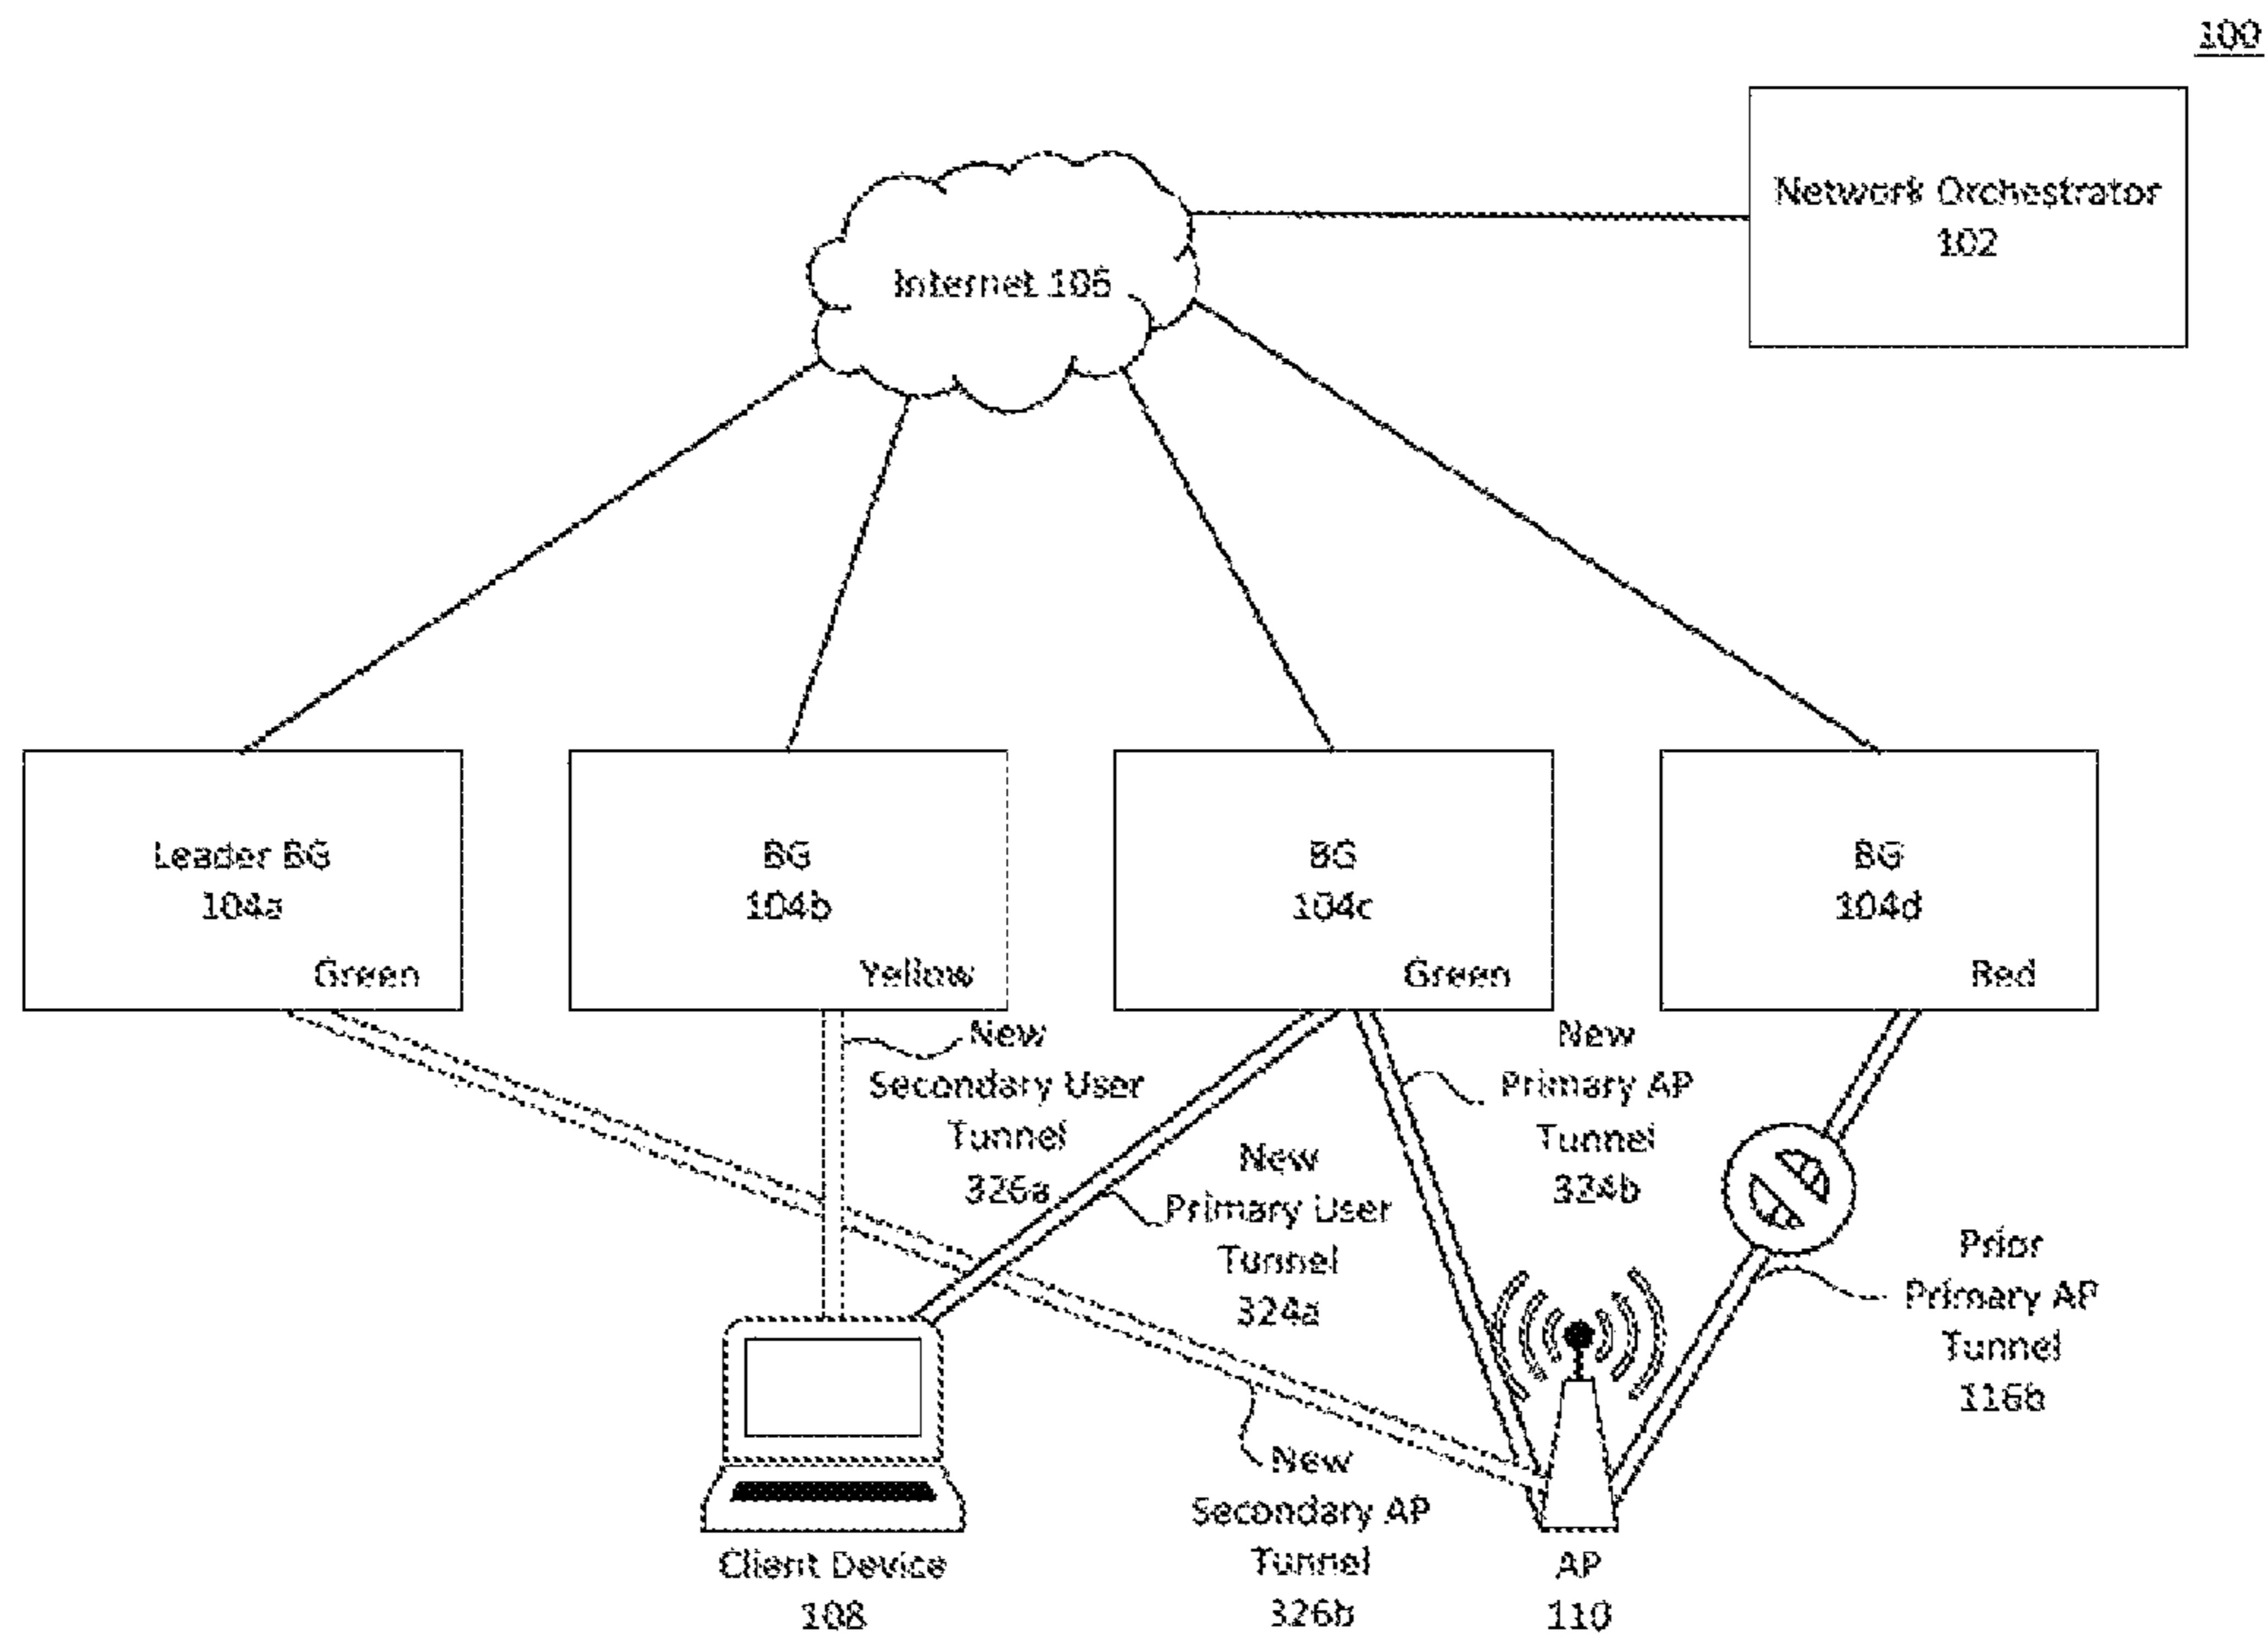 100
Network Orchestrator
102
Internet 106
Leader BG
104a
Green
BG
104b
Yellow
BG
104c
Green
BG
104d
Red
New
Secondary User
Tunnel
326a
New
Primary User
Tunnel
324a
New
Primary AP
Tunnel
324b
Prior
Primary AP
Tunnel
116b
New
Secondary AP
Tunnel
326b
Client Device
108
AP
110